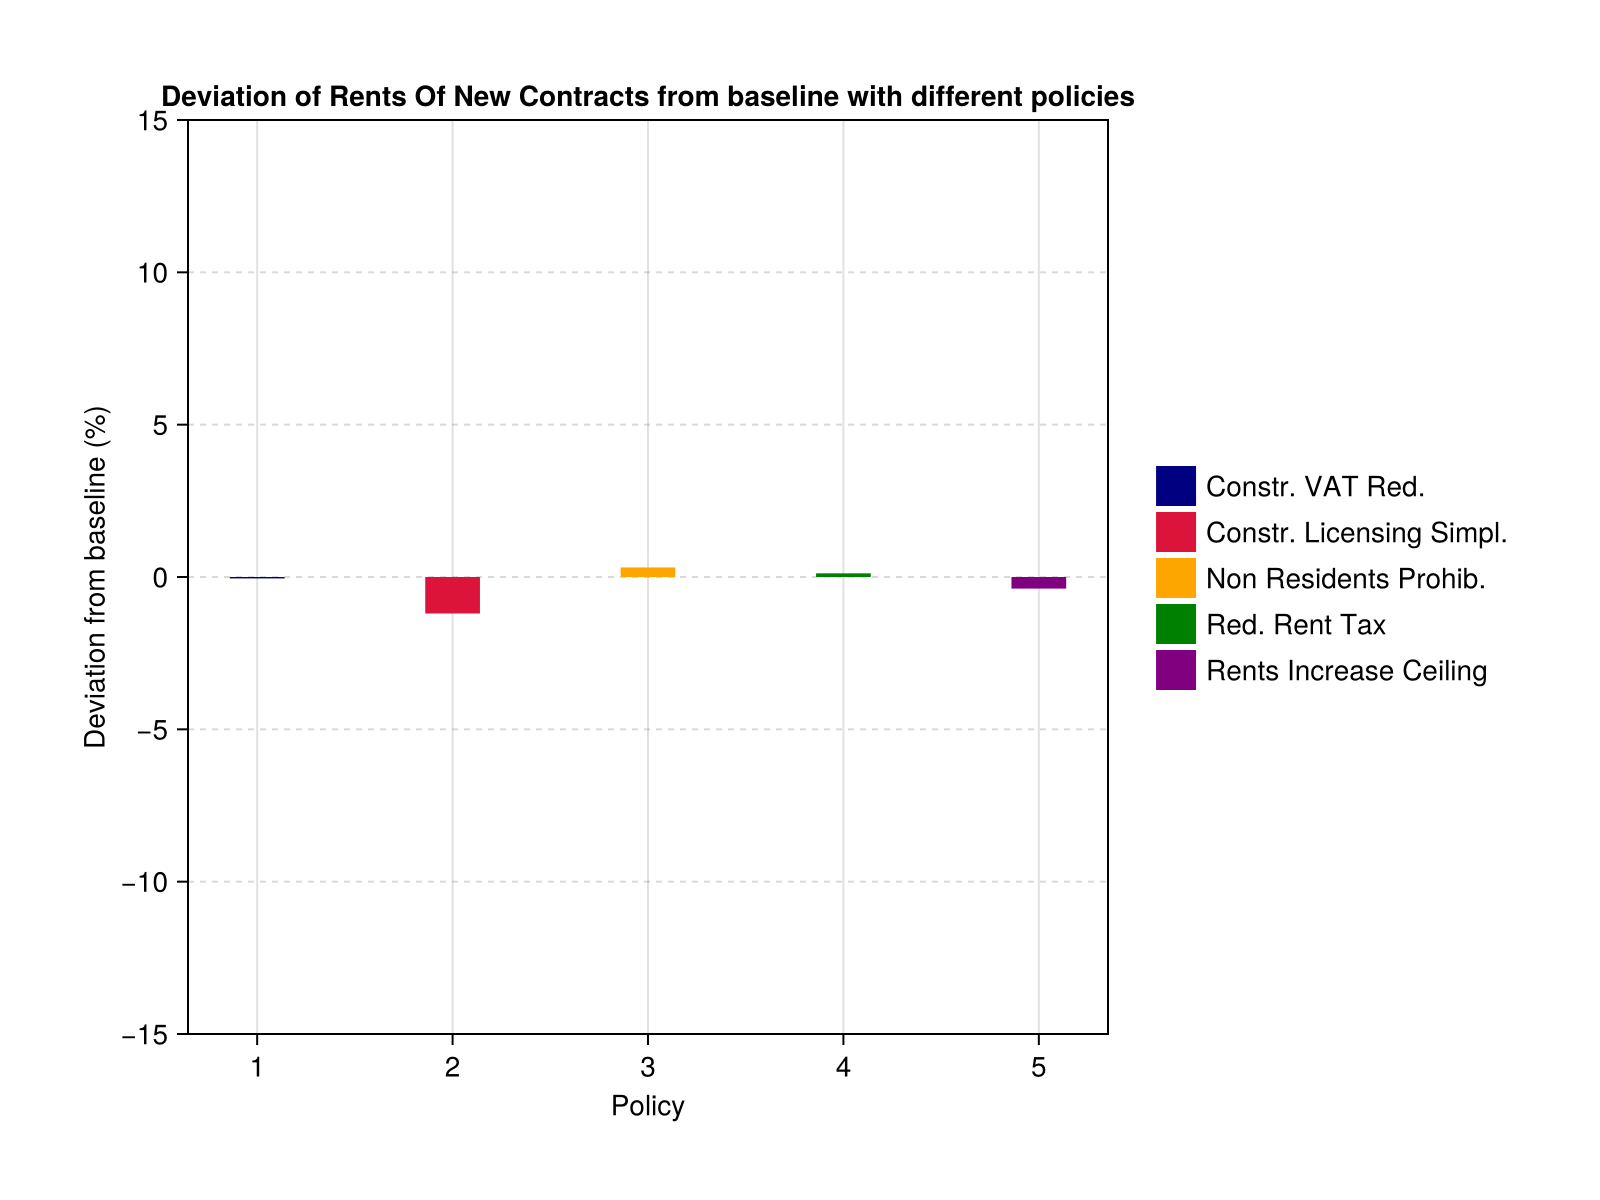 Deviation of Rents Of New Contracts from baseline with different policies
15
10
5
0
−5
−10
−15
Deviation from baseline (%)
1 2 3 4 5
Policy
Constr. VAT Red.
Constr. Licensing Simpl.
Non Residents Prohib.
Red. Rent Tax
Rents Increase Ceiling